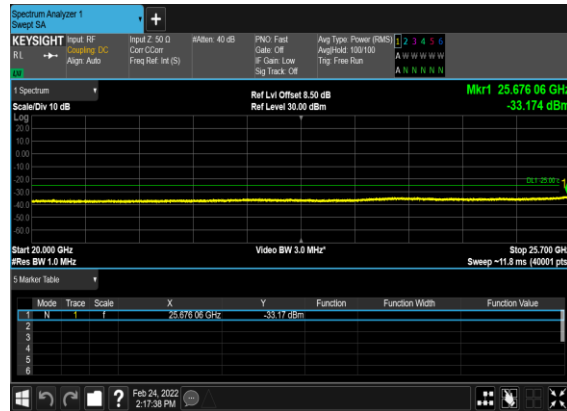 Spectrum Analyzer 1
Swept SA
+
KEYSIGHT Input: RF Input Z: 50 Ω #Atten: 40 dB PNO: Fast Avg Type: Power (RMS) 1 2 3 4 5 6
RL Coupling: DC Corr CCorr Gate: Off Avg|Hold: 100/100 A W W W W W
Align: Auto Freq Ref: Int (S) IF Gain: Low Trig: Free Run
Sig Track: Off A N N N N N
1 Spectrum Ref Lvl Offset 8.50 dB Mkr1 25.676 06 GHz
Scale/Div 10 dB Ref Level 30.00 dBm -33.174 dBm
Log
20.0
10.0
0.00
-10.0
-20.0
-30.0
-40.0
-50.0
-60.0
Start 20.000 GHz Video BW 3.0 MHz* Stop 25.700 GHz
#Res BW 1.0 MHz Sweep ~11.8 ms (40001 pts)
5 Marker Table
Mode Trace Scale X Y Function Function Width Function Value
1 N 1 f 25.676 06 GHz -33.17 dBm
2
3
4
5
6
? Feb 24, 2022
2:17:38 PM